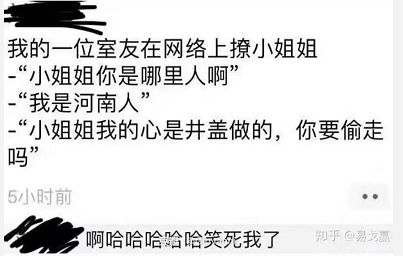 我的一位室友在网络上撩小姐姐
-“小姐姐你是哪里人啊”
-“我是河南人”
-“小姐姐我的心是井盖做的，你要偷走
吗”
5小时前
啊哈哈哈哈哈笑死我了
知乎 @易戈赢